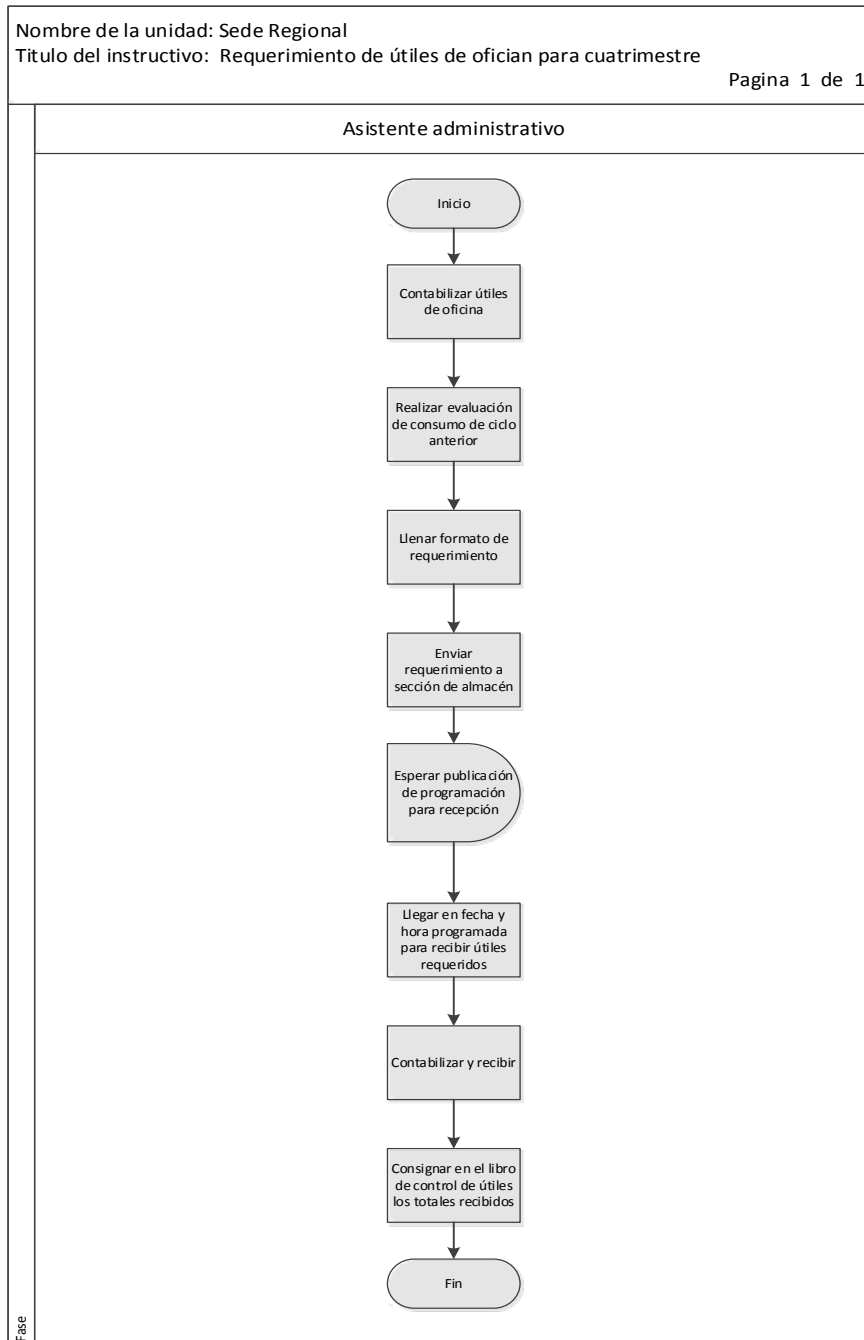 Nombre de la unidad: Sede Regional
Titulo del instructivo:  Requerimiento de útiles de ofician para cuatrimestre
Pagina 1 de 1
Asistente administrativo
Inicio
Contabilizar útiles
de oficina
Realizar evaluación
de consumo de ciclo
anterior
Llenar formato de
requerimiento
Enviar
requerimiento a
sección de almacén
Esperar publicación
de programación
para recepción
Llegar en fecha y
hora programada
para recibir útiles
requeridos
Contabilizar y recibir
Consignar en el libro
de control de útiles
los totales recibidos
Fin
Fase